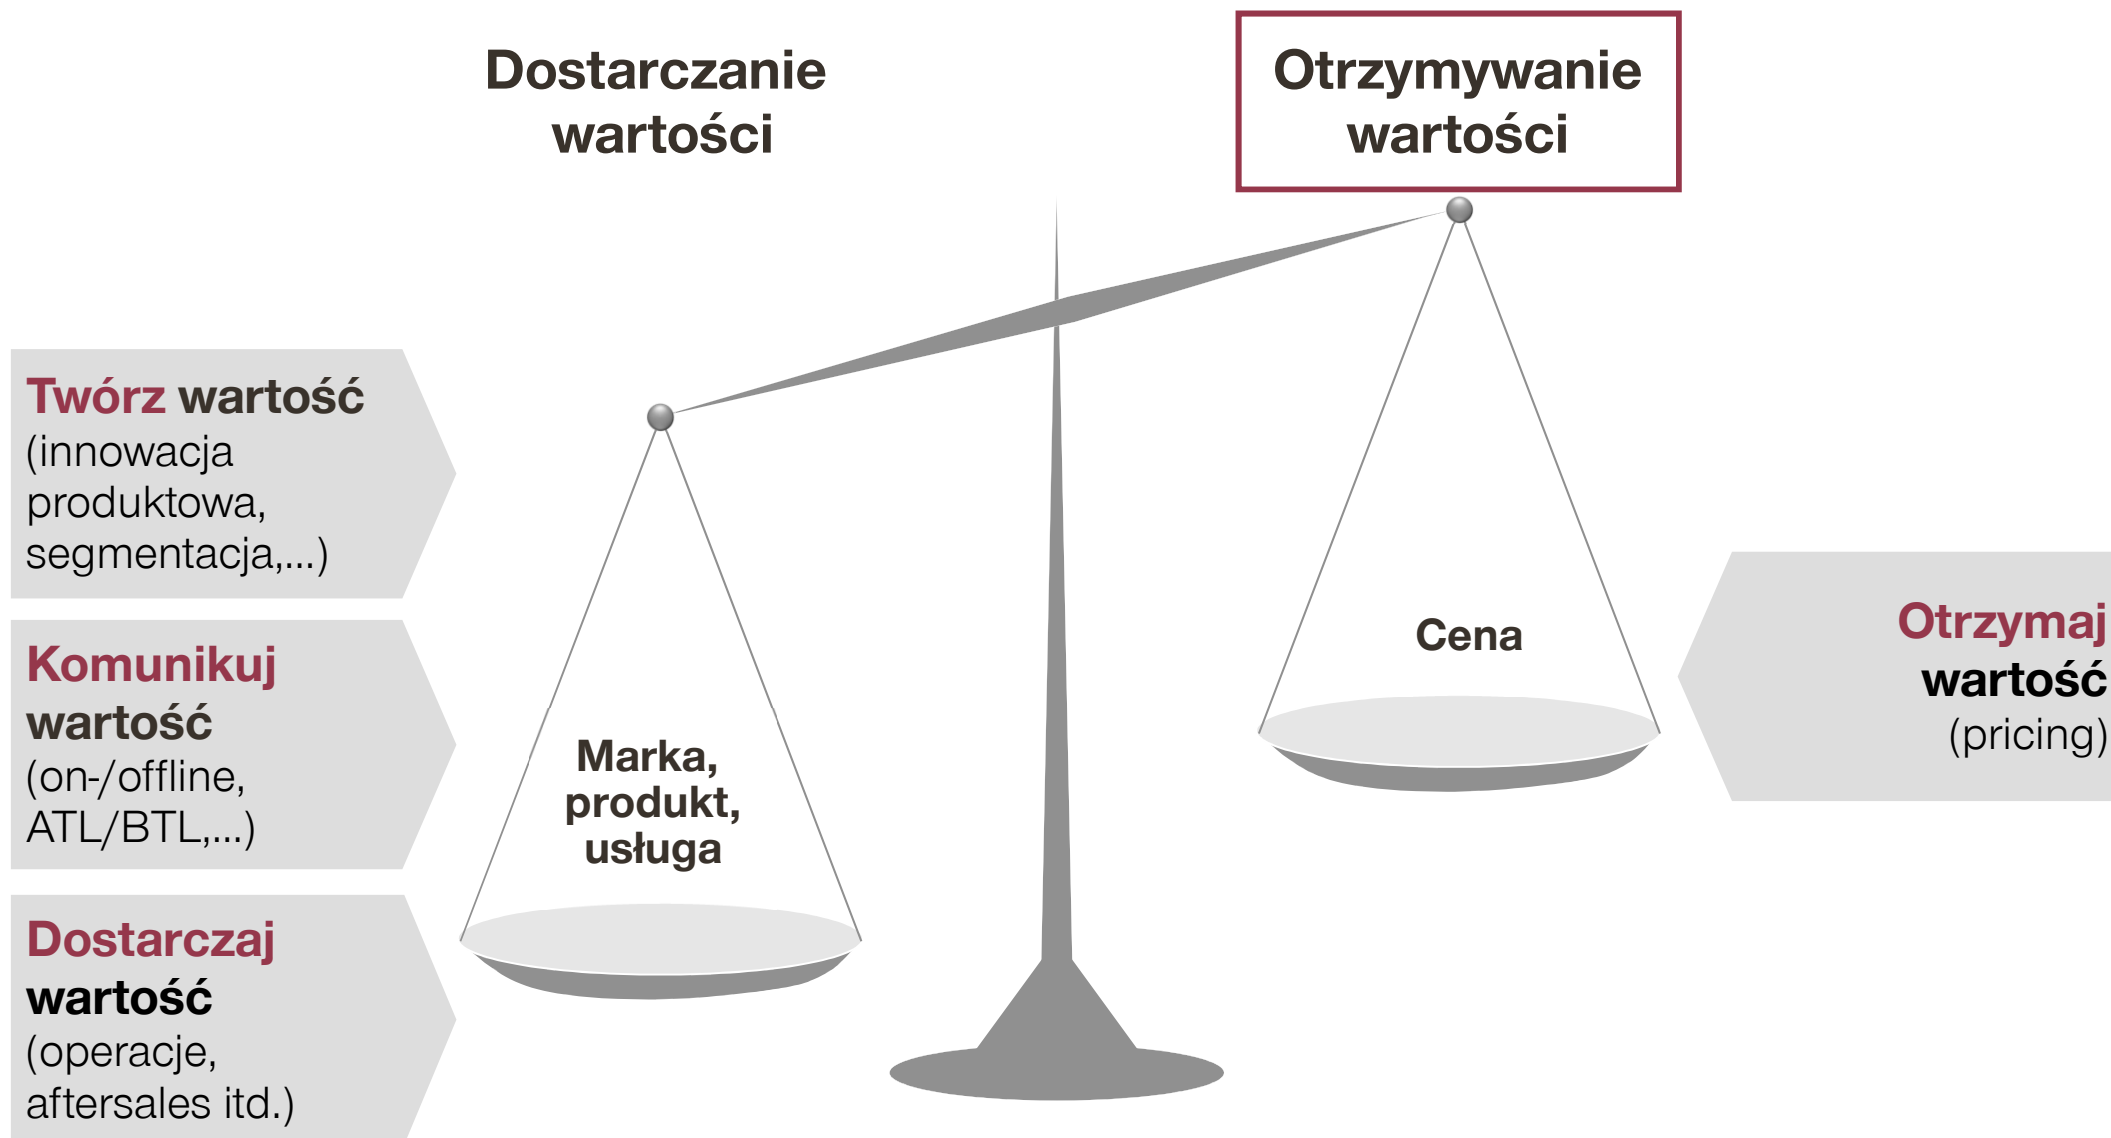 Dostarczanie
wartości
Otrzymywanie
wartości
Twórz wartość
(innowacja
produktowa,
segmentacja,...)
Komunikuj
wartość
(on-/offline,
ATL/BTL,...)
Dostarczaj
wartość
(operacje,
aftersales itd.)
Marka,
produkt,
usługa
Cena
Otrzymaj
wartość
(pricing)